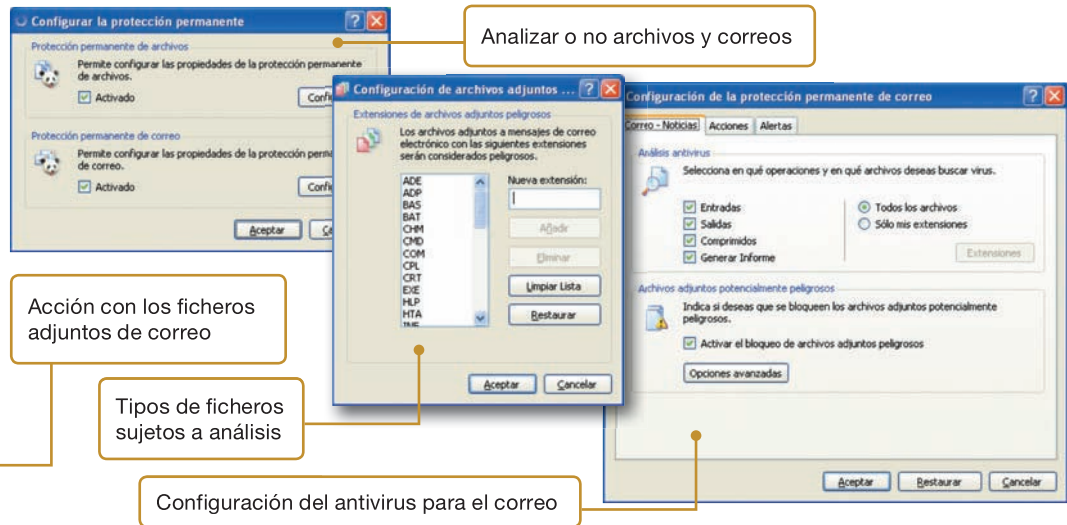 Configurar la protección permanente
Protección permanente de archivos
Permite configurar las propiedades de la protección permanente
de archivos.
Activado
Protección permanente de correo
Permite configurar las propiedades de la protección
de correo.
Activado
Aceptar
Analizar o no archivos y correos
Configuración de archivos adjuntos ...
Extensiones de archivos adjuntos peligrosos
Los archivos adjuntos a mensajes de correo
electrónico con las siguientes extensiones
serán considerados peligrosos.
ADE
ADP
BAS
BAT
CHM
CMD
COM
CPL
CRT
EXE
HLP
HTA
Nueva extensión:
Añadir
Eliminar
Limpiar Lista
Restaurar
Aceptar
Cancelar
Configuración de la protección permanente de correo
Correo - Noticias
Acciones
Alertas
Análisis antivirus
Selecciona en qué operaciones y en qué archivos deseas buscar virus.
Entradas
Salidas
Comprimidos
Generar Informe
Todos los archivos
Sólo mis extensiones
Extensiones
Archivos adjuntos potencialmente peligrosos
Indica si deseas que se bloqueen los archivos adjuntos potencialmente
peligrosos.
Activar el bloqueo de archivos adjuntos peligrosos
Opciones avanzadas
Aceptar
Restaurar
Cancelar
Acción con los ficheros
adjuntos de correo
Tipos de ficheros
sujetos a análisis
Configuración del antivirus para el correo